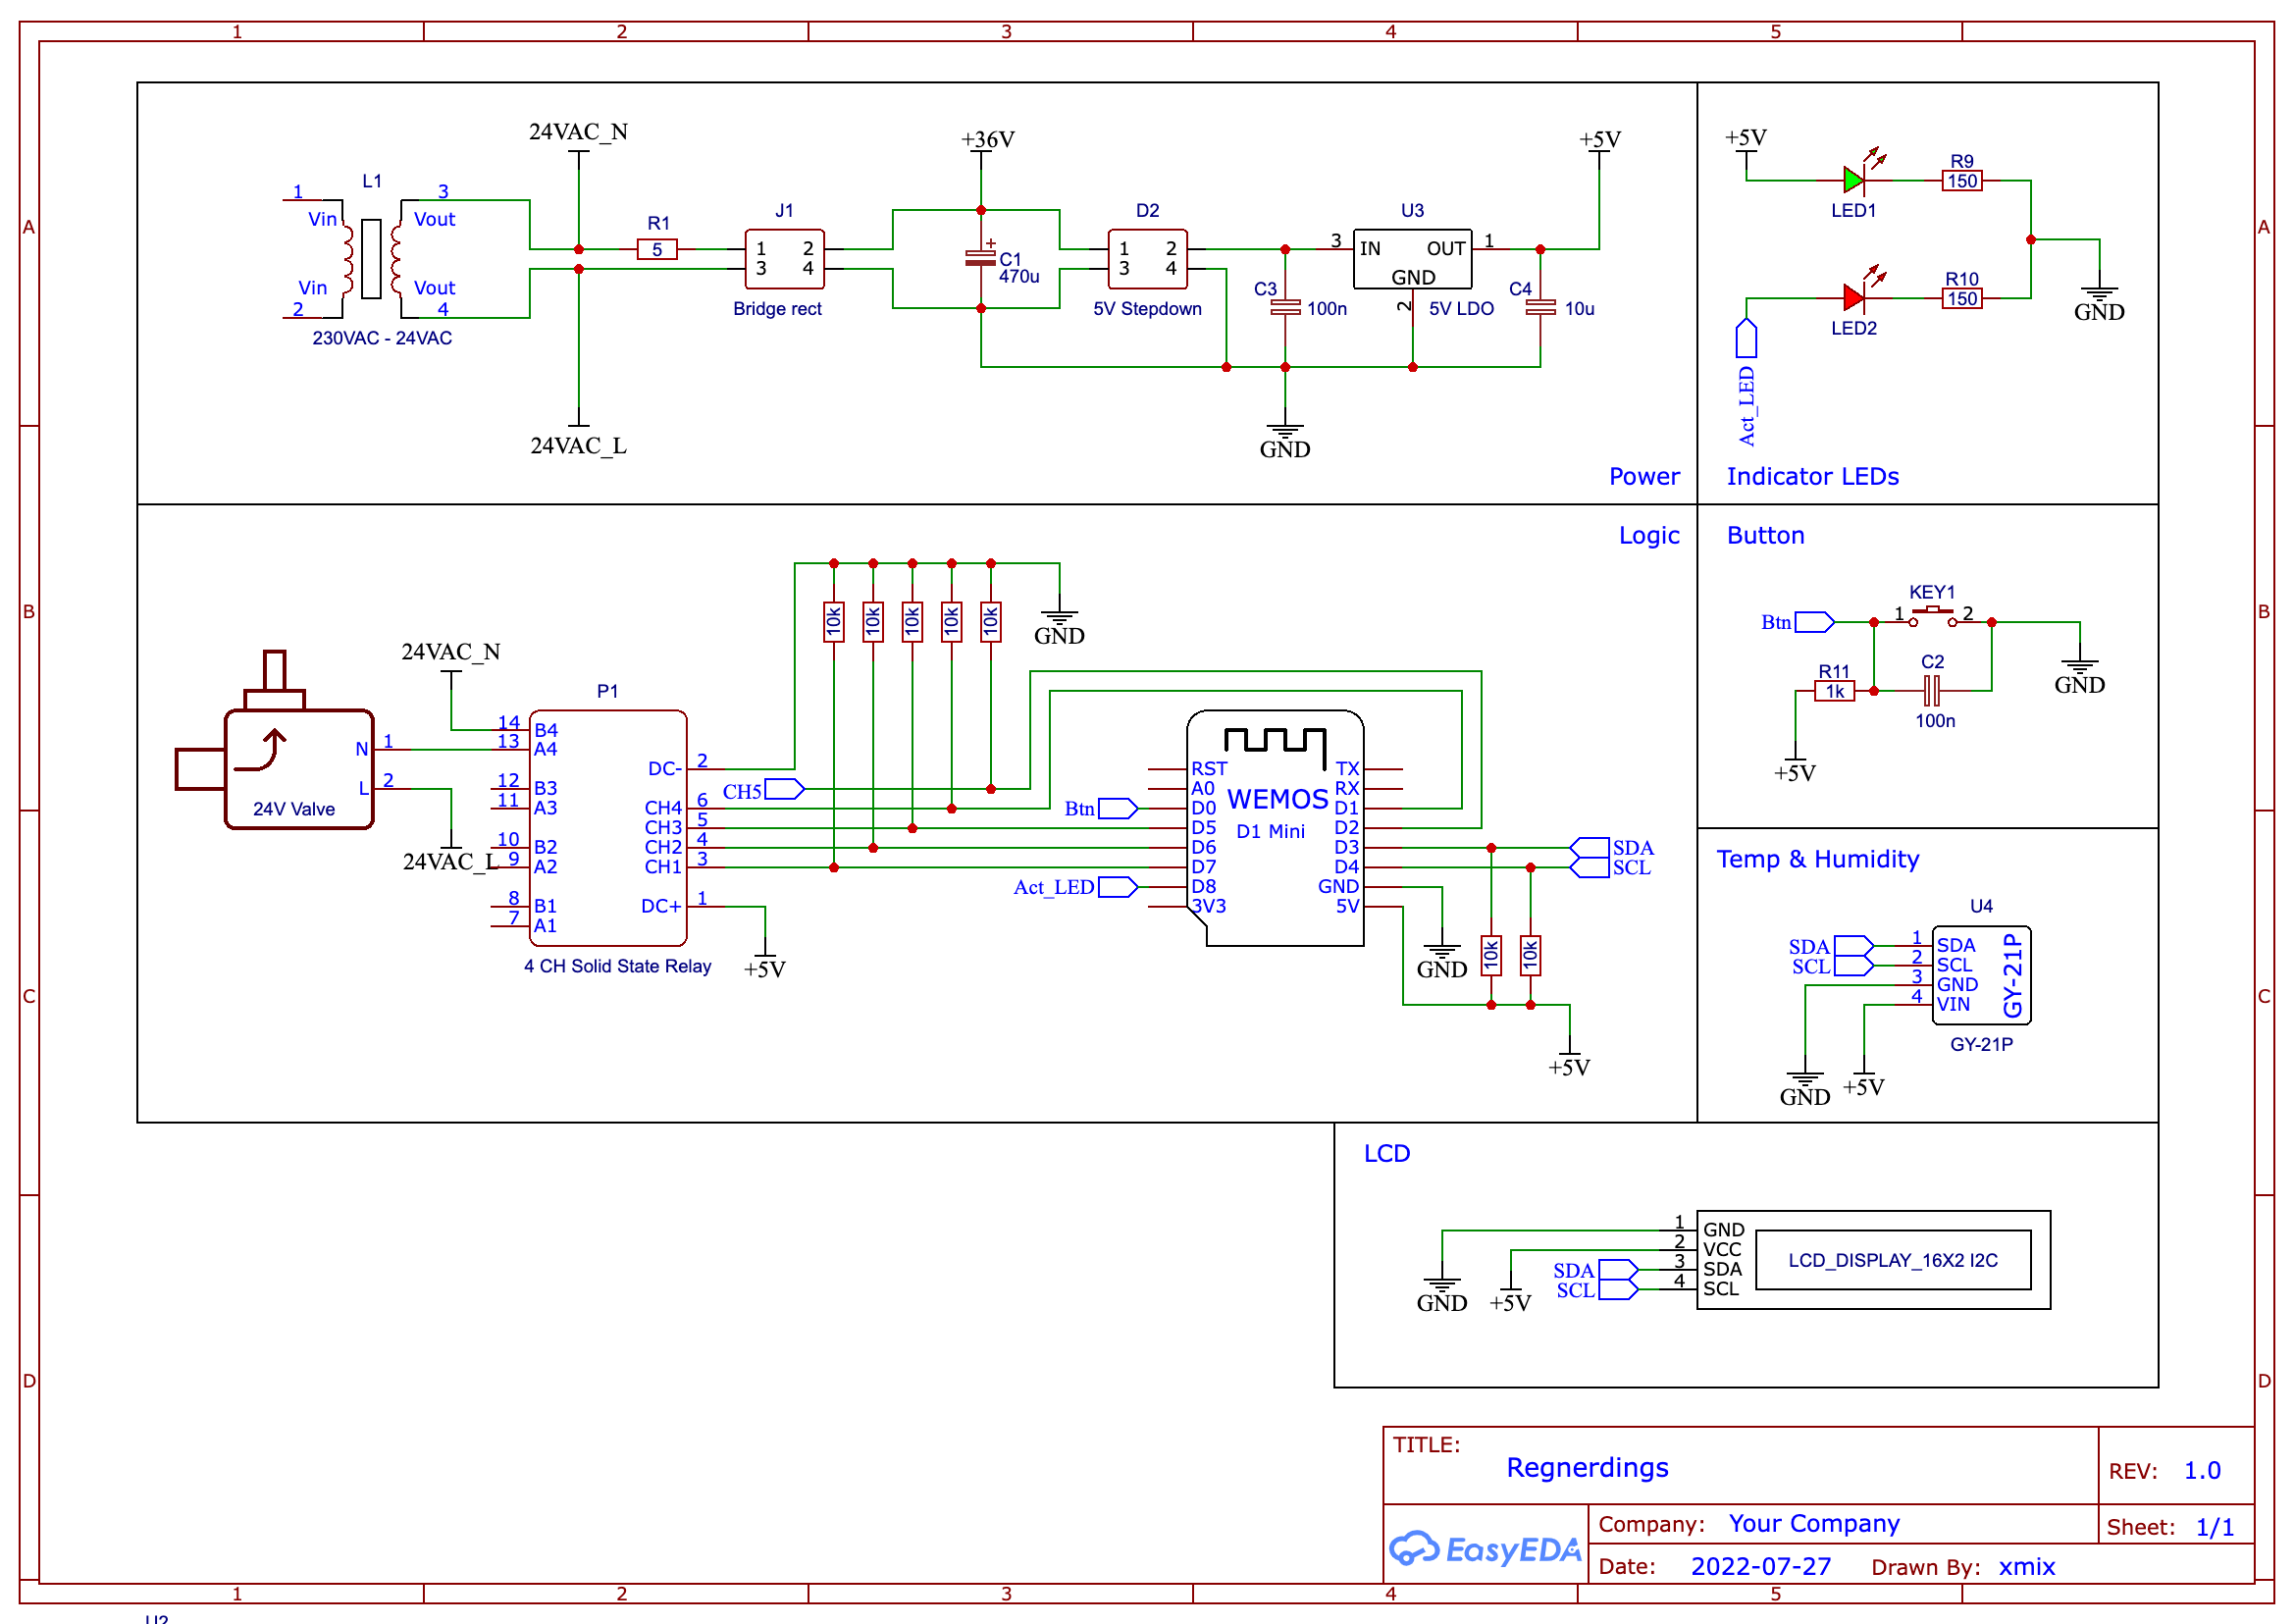 1 2 3 4 5
A A
B B
C C
D D
24VAC_N
+36V
+5V
L1
1 3
Vin Vout
Vin Vout
2 4
230VAC - 24VAC
R1
5
J1
1 2
3 4
Bridge rect
C1
470u
D2
1 2
3 4
5V Stepdown
U3
3 IN OUT 1
GND
2
5V LDO
C3
100n
C4
10u
24VAC_L
GND
Power
+5V
LED1
R9
150
LED2
R10
150
GND
Act_LED
Indicator LEDs
Logic
10k 10k 10k 10k 10k
GND
24VAC_N
N 1
L 2
24V Valve
24VAC_L
P1
14 B4
13 A4
12 B3
11 A3
10 B2
9 A2
8 B1
7 A1
DC- 2
CH4 6
CH3 5
CH2 4
CH1 3
DC+ 1
4 CH Solid State Relay
+5V
CH5
Btn
Act_LED
WEMOS
D1 Mini
RST TX
A0 RX
D0 D1
D5 D2
D6 D3
D7 D4
D8 GND
3V3 5V
SDA
SCL
GND
10k 10k
+5V
Button
KEY1
Btn
1 2
R11
1k
C2
100n
GND
+5V
Temp & Humidity
U4
SDA 1 SDA
SCL 2 SCL
3 GND
4 VIN
GY-21P
GY-21P
GND +5V
LCD
1 GND
2 VCC
SDA 3 SDA
SCL 4 SCL
LCD_DISPLAY_16X2 I2C
GND +5V
TITLE:
Regnerdings
REV: 1.0
EasyEDA
Company: Your Company
Sheet: 1/1
Date: 2022-07-27 Drawn By: xmix
1 2 3 4 5
U2